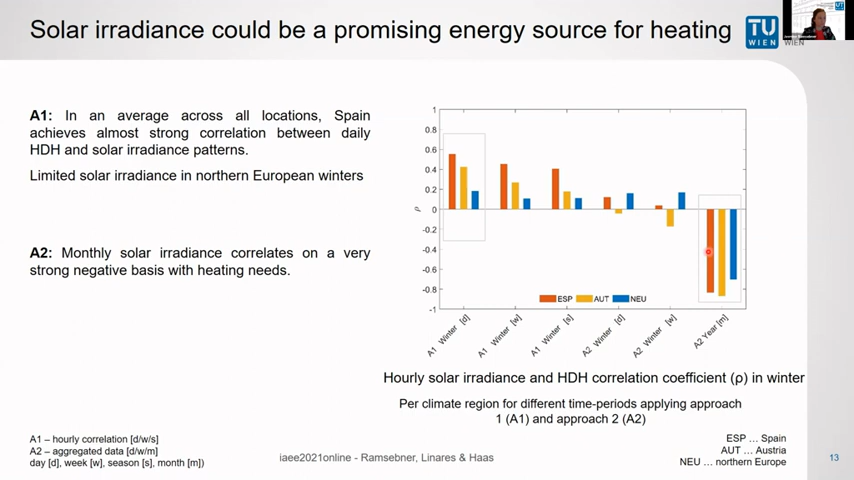 Solar irradiance could be a promising energy source for heating
TU
WIEN
WIEN
A1: In an average across all locations, Spain
achieves almost strong correlation between daily
HDH and solar irradiance patterns.
Limited solar irradiance in northern European winters
A2: Monthly solar irradiance correlates on a very
strong negative basis with heating needs.
1
0.8
0.6
0.4
0.2
0
-0.2
-0.4
-0.6
-0.8
-1
ρ
ESP AUT NEU
A1 Winter [d]
A1 Winter [w]
A1 Winter [s]
A2 Winter [d]
A2 Winter [w]
A2 Year [m]
Hourly solar irradiance and HDH correlation coefficient (ρ) in winter
Per climate region for different time-periods applying approach
1 (A1) and approach 2 (A2)
A1 – hourly correlation [d/w/s]
A2 – aggregated data [d/w/m]
day [d], week [w], season [s], month [m])
iaee2021online - Ramsebner, Linares & Haas
ESP ... Spain
AUT ... Austria
NEU ... northern Europe
13